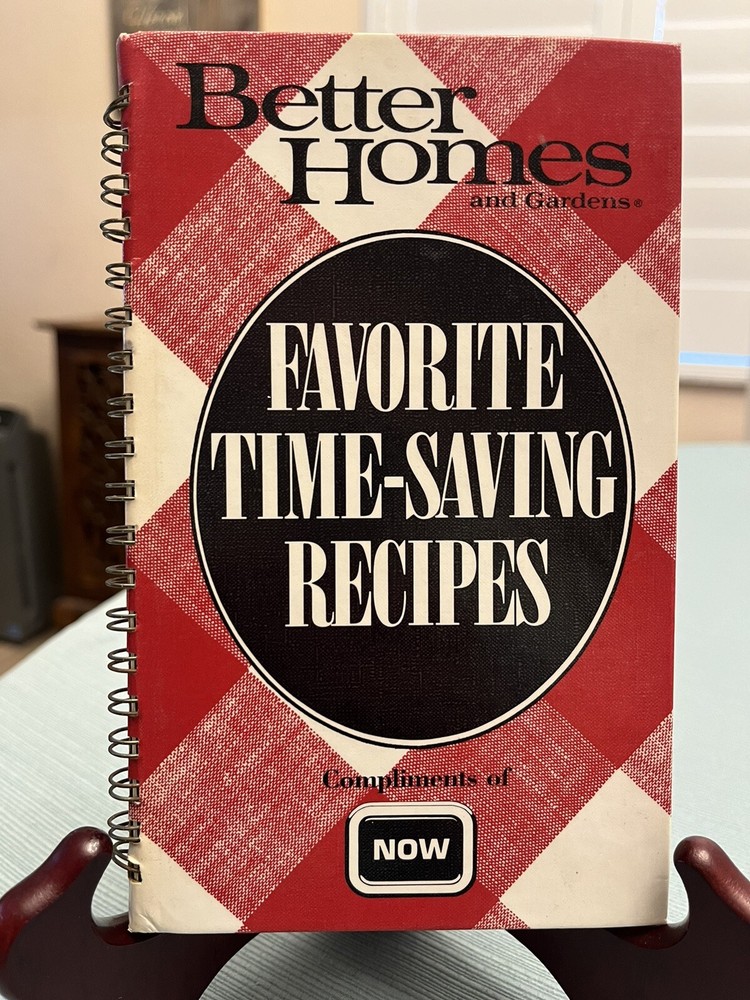 Better
Homes
and Gardens®
FAVORITE
TIME-SAVING
RECIPES
Compliments of
NOW